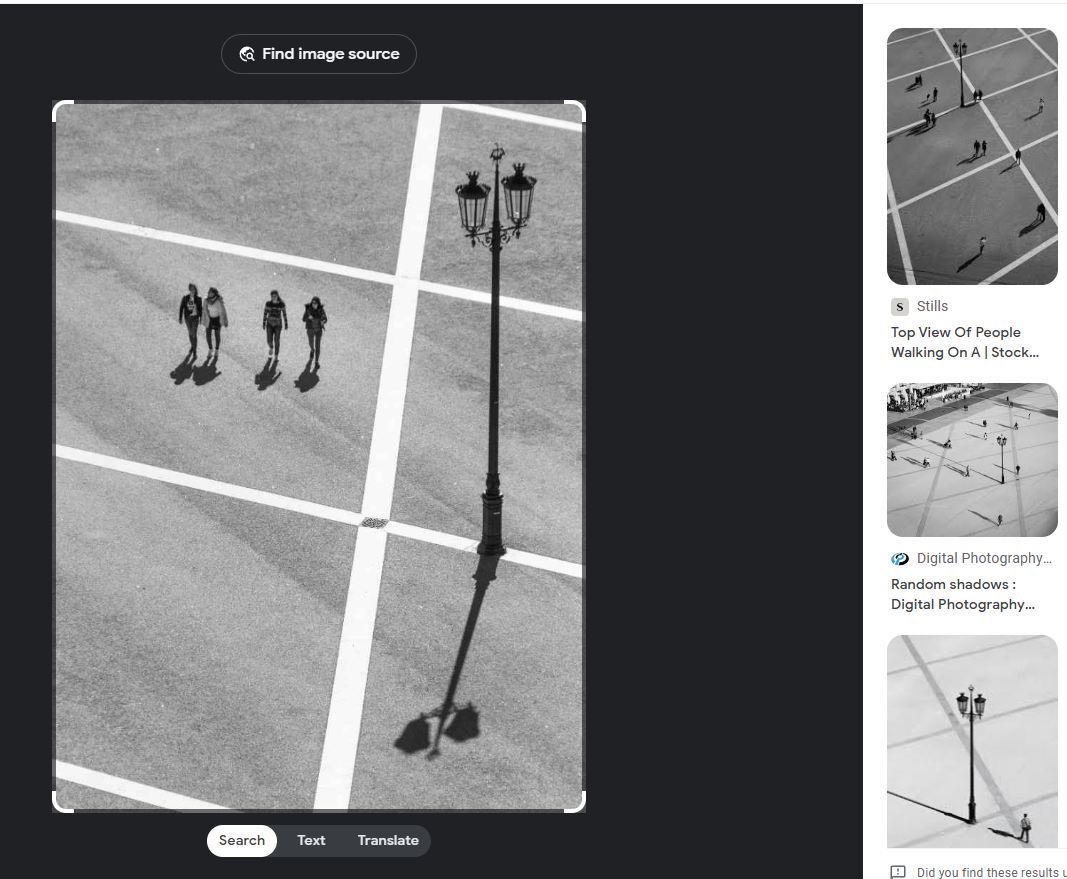 Find image source
Search
Text
Translate
S
Stills
Top View Of People
Walking On A | Stock...
Digital Photography...
Random shadows :
Digital Photography...
Did you find these results